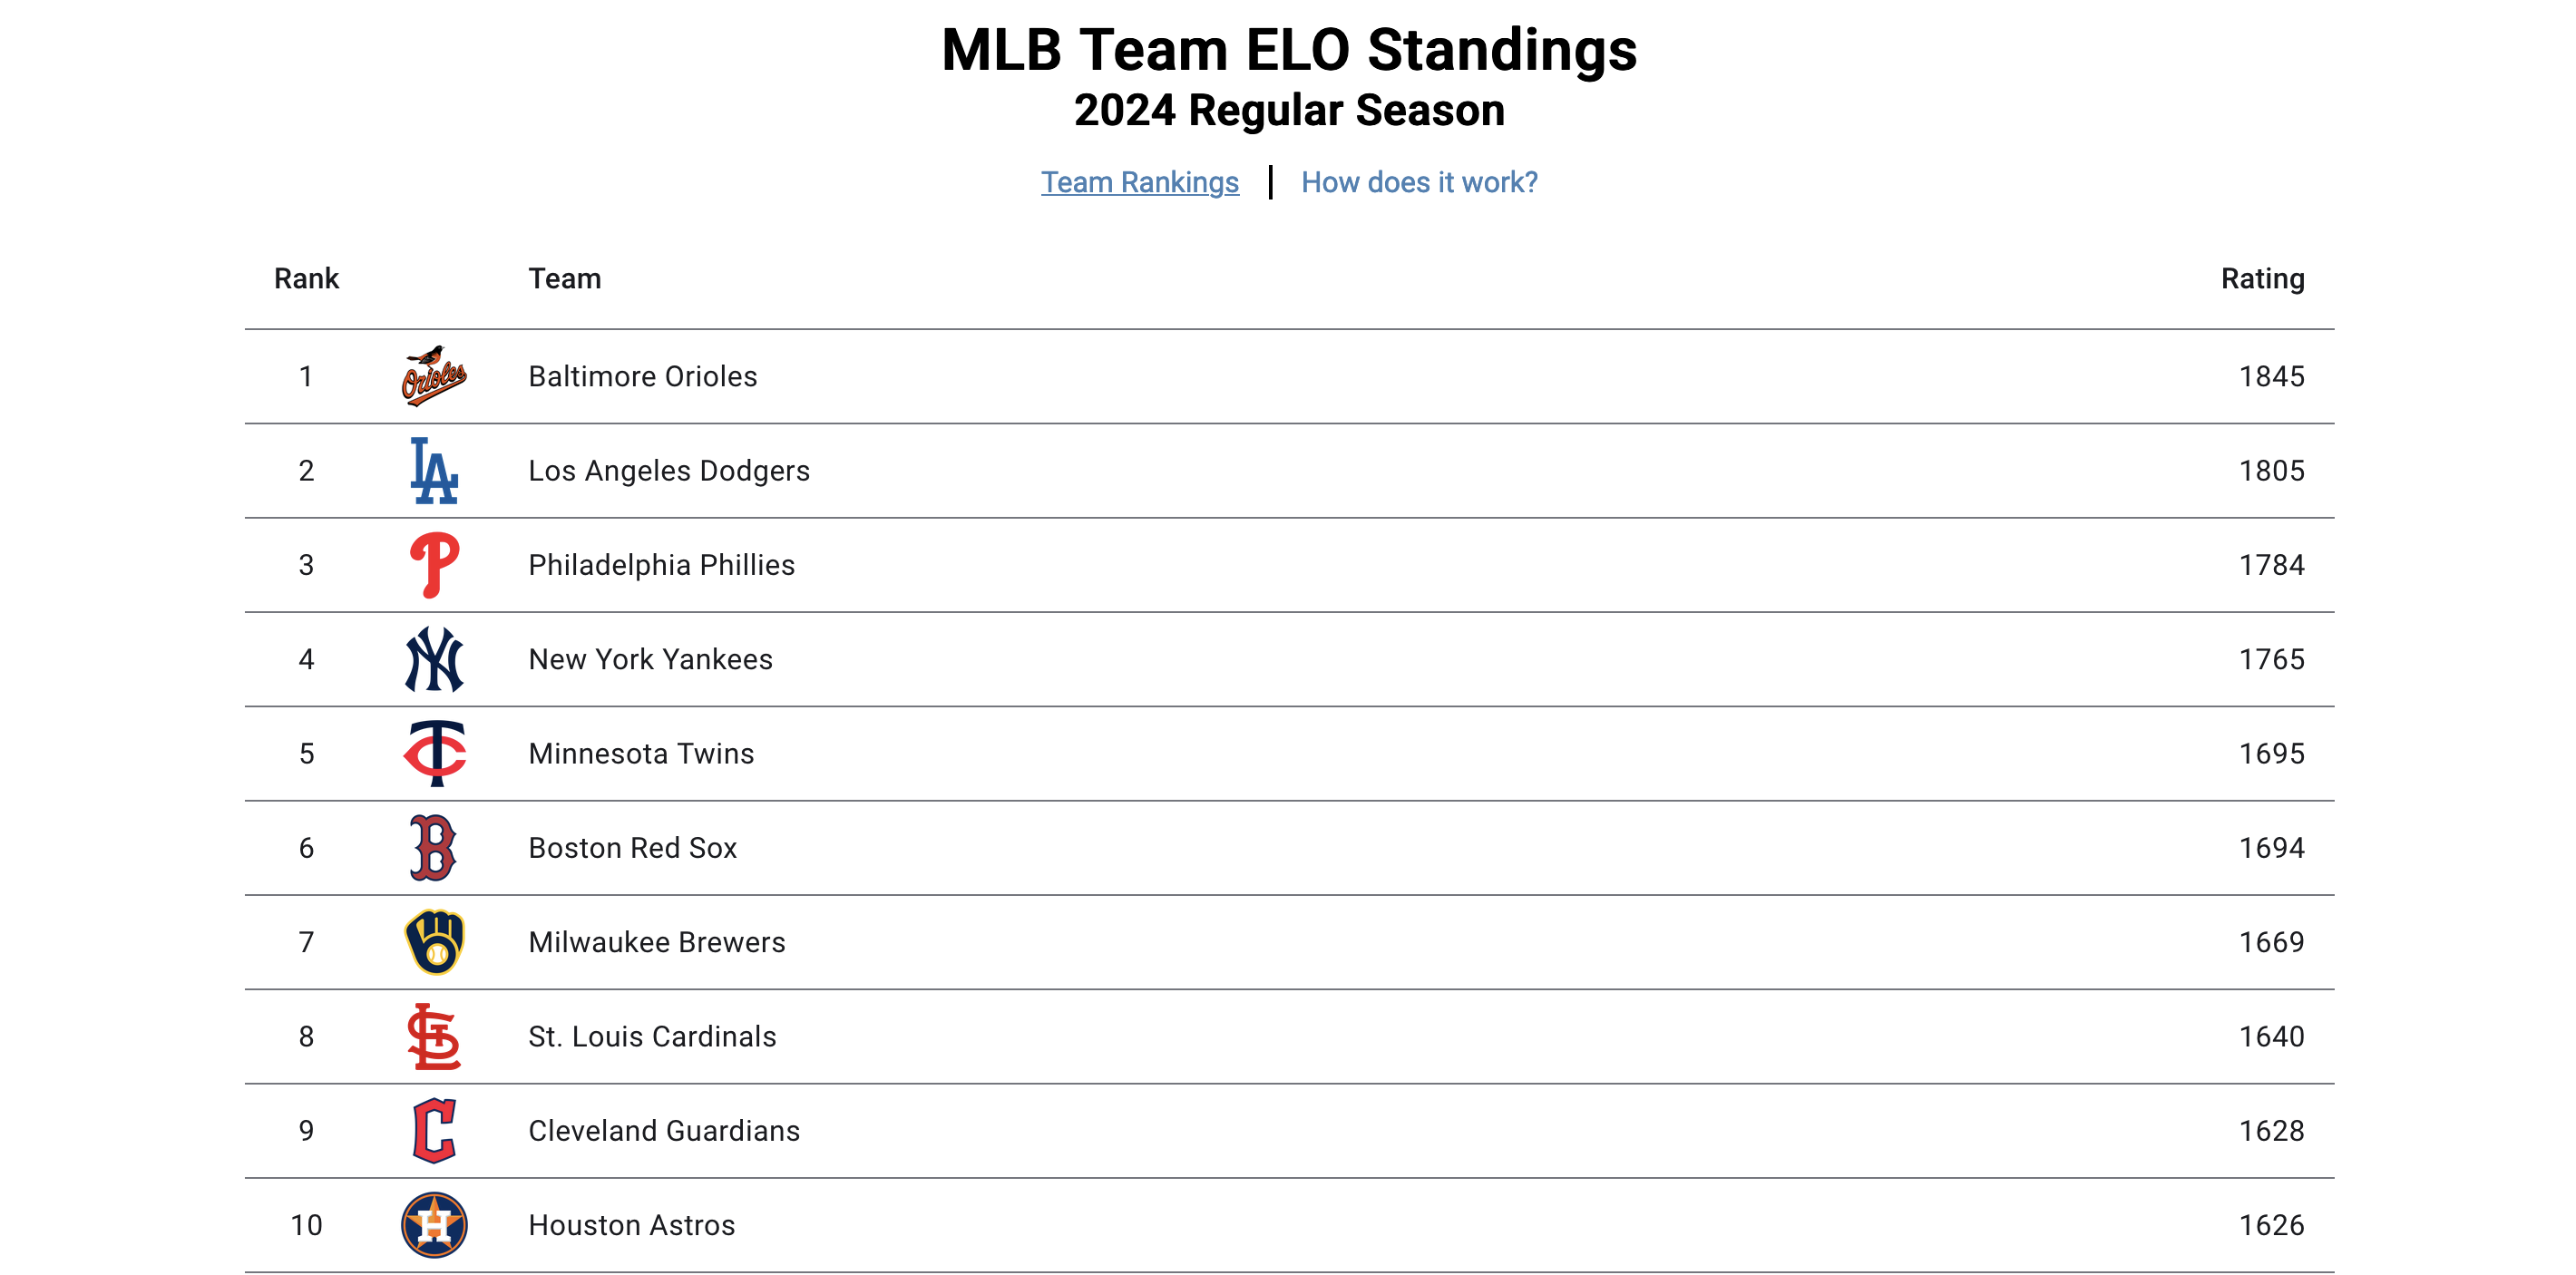 MLB Team ELO Standings
2024 Regular Season
Team Rankings | How does it work?
Rank Team Rating
1 Orioles Baltimore Orioles 1845
2 LA Los Angeles Dodgers 1805
3 P Philadelphia Phillies 1784
4 NY New York Yankees 1765
5 TC Minnesota Twins 1695
6 B Boston Red Sox 1694
7 Milwaukee Brewers 1669
8 STL St. Louis Cardinals 1640
9 C Cleveland Guardians 1628
10 H Houston Astros 1626